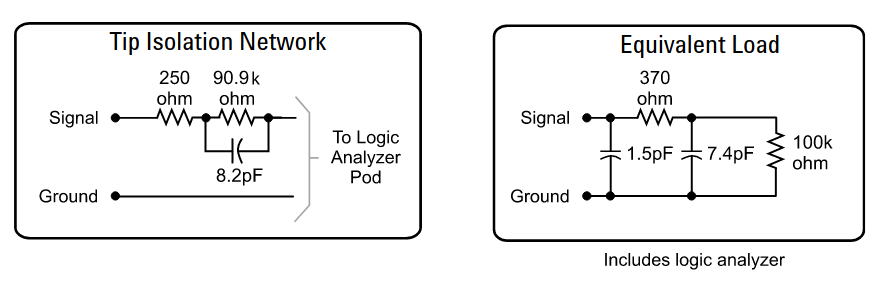 Tip Isolation Network
250 90.9k
ohm ohm
Signal
8.2pF
Ground
To Logic
Analyzer
Pod
Equivalent Load
370
ohm
Signal
1.5pF 7.4pF
100k
ohm
Ground
Includes logic analyzer